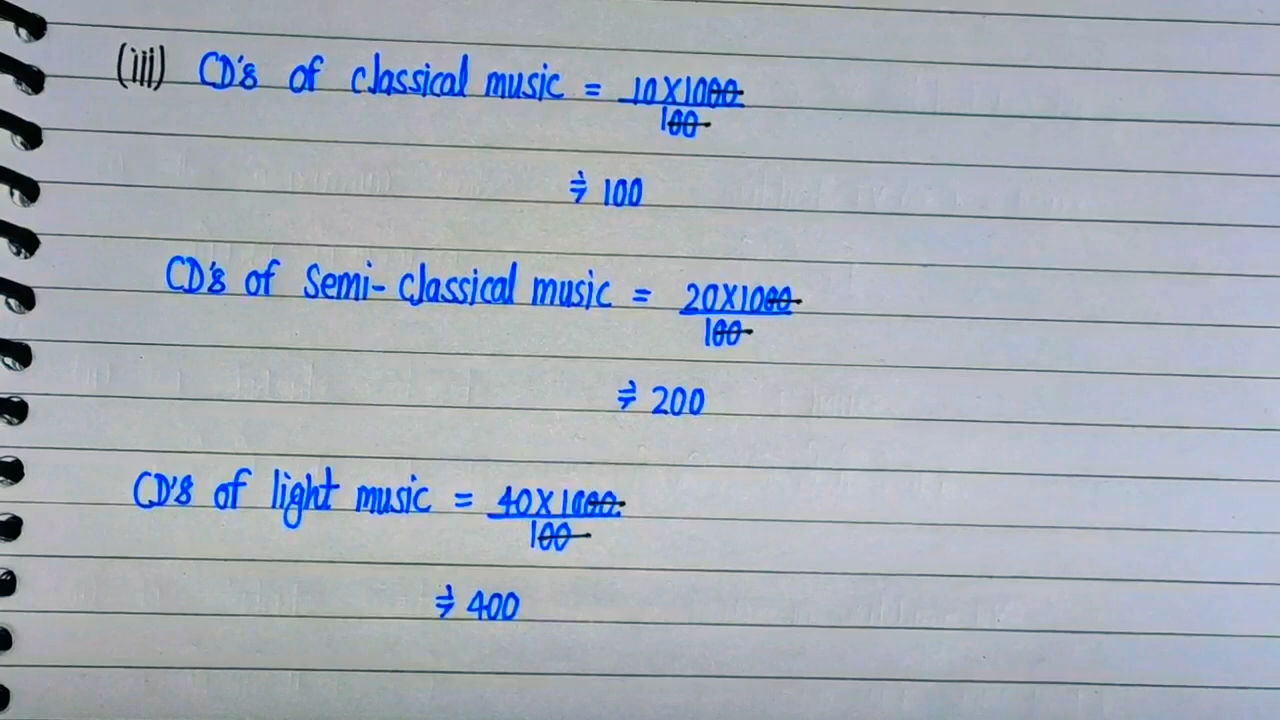 (iii) CD's of classical music = 10 X 1000
100
⇒ 100
CD's of Semi-classical music = 20 X 1000
100
⇒ 200
CD's of light music = 40 X 1000
100
⇒ 400